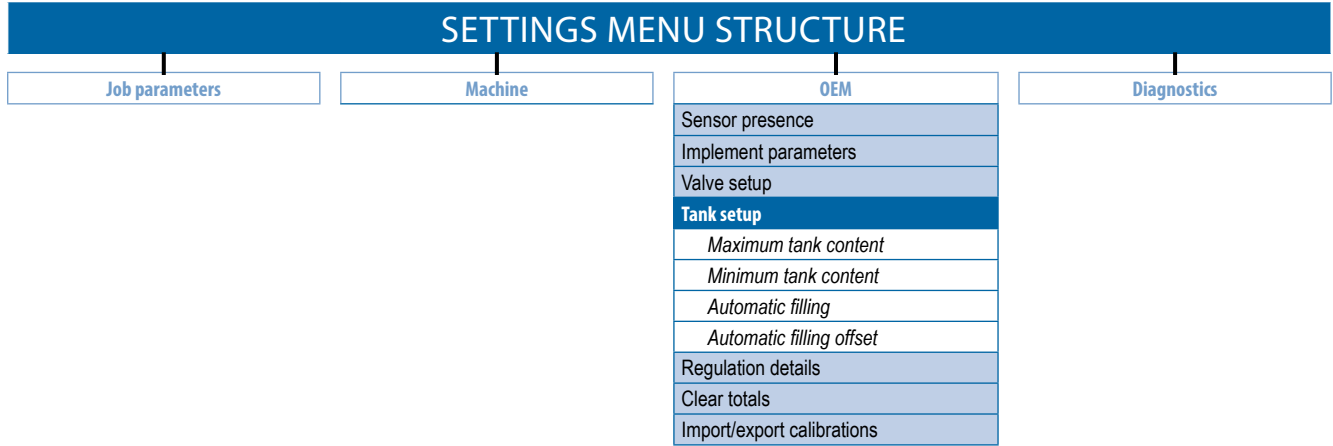 SETTINGS MENU STRUCTURE
Job parameters
Machine
OEM
Diagnostics
Sensor presence
Implement parameters
Valve setup
Tank setup
Maximum tank content
Minimum tank content
Automatic filling
Automatic filling offset
Regulation details
Clear totals
Import/export calibrations